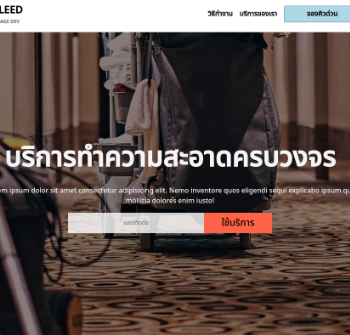 LEED
วิธีทำงาน บริการของเรา จองคิวด่วน
AGE DEV
บริการทำความสะอาดครบวงจร
em ipsum dolor sit amet consectetur adipisicing elit. Nemo inventore quos eligendi sequi explicabo ipsum qu
mollitia dolores enim iusto!
เบอร์ติดต่อ ใช้บริการ